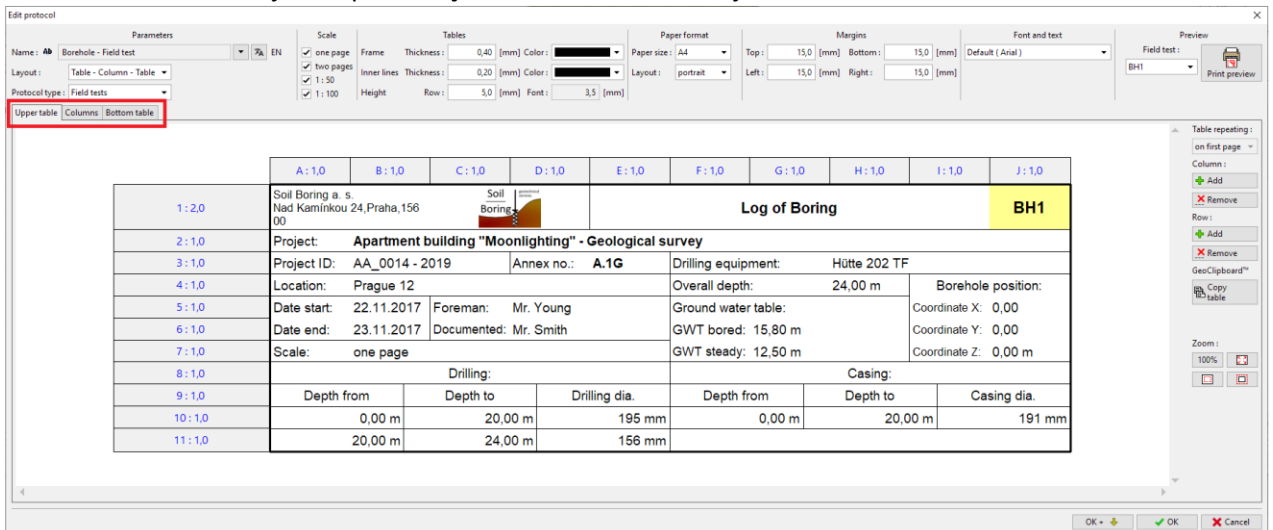 Edit protocol
Parameters Scale Tables Paper format Margins Font and text Preview
Name : Ab Borehole - Field test EN one page Frame Thickness : 0,40 [mm] Color : Paper size : A4 Top : 15,0 [mm] Bottom : 15,0 [mm] Default ( Arial ) Field test :
BH1
Print preview
Layout : Table - Column - Table two pages Inner lines Thickness : 0,20 [mm] Color : Layout : portrait Left : 15,0 [mm] Right : 15,0 [mm]
1 : 50
Protocol type : Field tests 1 : 100 Height Row : 5,0 [mm] Font : 3,5 [mm]
Upper table Columns Bottom table
Table repeating :
on first page
Column :
Add
Remove
Row :
Add
Remove
GeoClipboard™
Copy
table
Zoom :
100%
A : 1,0 B : 1,0 C : 1,0 D : 1,0 E : 1,0 F : 1,0 G : 1,0 H : 1,0 I : 1,0 J : 1,0
1 : 2,0
Soil Boring a. s.
Nad Kamínkou 24,Praha,156
00
Soil
Boring
Log of Boring BH1
2 : 1,0 Project: Apartment building "Moonlighting" - Geological survey
3 : 1,0 Project ID: AA_0014 - 2019 Annex no.: A.1G Drilling equipment: Hütte 202 TF
4 : 1,0 Location: Prague 12 Overall depth: 24,00 m Borehole position:
5 : 1,0 Date start: 22.11.2017 Foreman: Mr. Young Ground water table: Coordinate X: 0,00
6 : 1,0 Date end: 23.11.2017 Documented: Mr. Smith GWT bored: 15,80 m Coordinate Y: 0,00
7 : 1,0 Scale: one page GWT steady: 12,50 m Coordinate Z: 0,00 m
8 : 1,0 Drilling: Casing:
9 : 1,0 Depth from Depth to Drilling dia. Depth from Depth to Casing dia.
10 : 1,0 0,00 m 20,00 m 195 mm 0,00 m 20,00 m 191 mm
11 : 1,0 20,00 m 24,00 m 156 mm
OK + OK Cancel